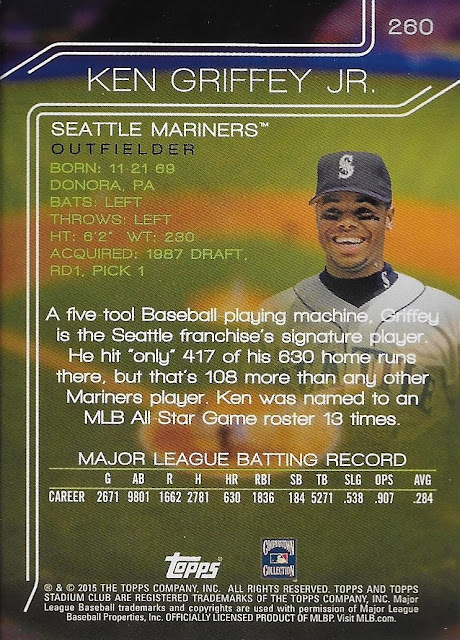 260
KEN GRIFFEY JR.
SEATTLE MARINERS™
OUTFIELDER
BORN: 11-21-69
DONORA, PA
BATS: LEFT
THROWS: LEFT
HT: 6'2" WT: 230
ACQUIRED: 1987 DRAFT,
RD1, PICK 1
S
A five-tool Baseball playing machine, Griffey
is the Seattle franchise's signature player.
He hit "only" 417 of his 630 home runs
there, but that's 108 more than any other
Mariners player. Ken was named to an
MLB All-Star Game roster 13 times.
MAJOR LEAGUE BATTING RECORD
G AB R H HR RBI SB TB SLG OPS AVG
CAREER 2671 9801 1662 2781 630 1836 184 5271 .538 .907 .284
Topps
COOPERSTOWN
COLLECTION
® & © 2015 THE TOPPS COMPANY, INC. ALL RIGHTS RESERVED. TOPPS AND TOPPS
STADIUM CLUB ARE REGISTERED TRADEMARKS OF THE TOPPS COMPANY, INC. Major
League Baseball trademarks and copyrights are used with permission of Major League
Baseball Properties, Inc. OFFICIALLY LICENSED PRODUCT OF MLBP. Visit MLB.com.